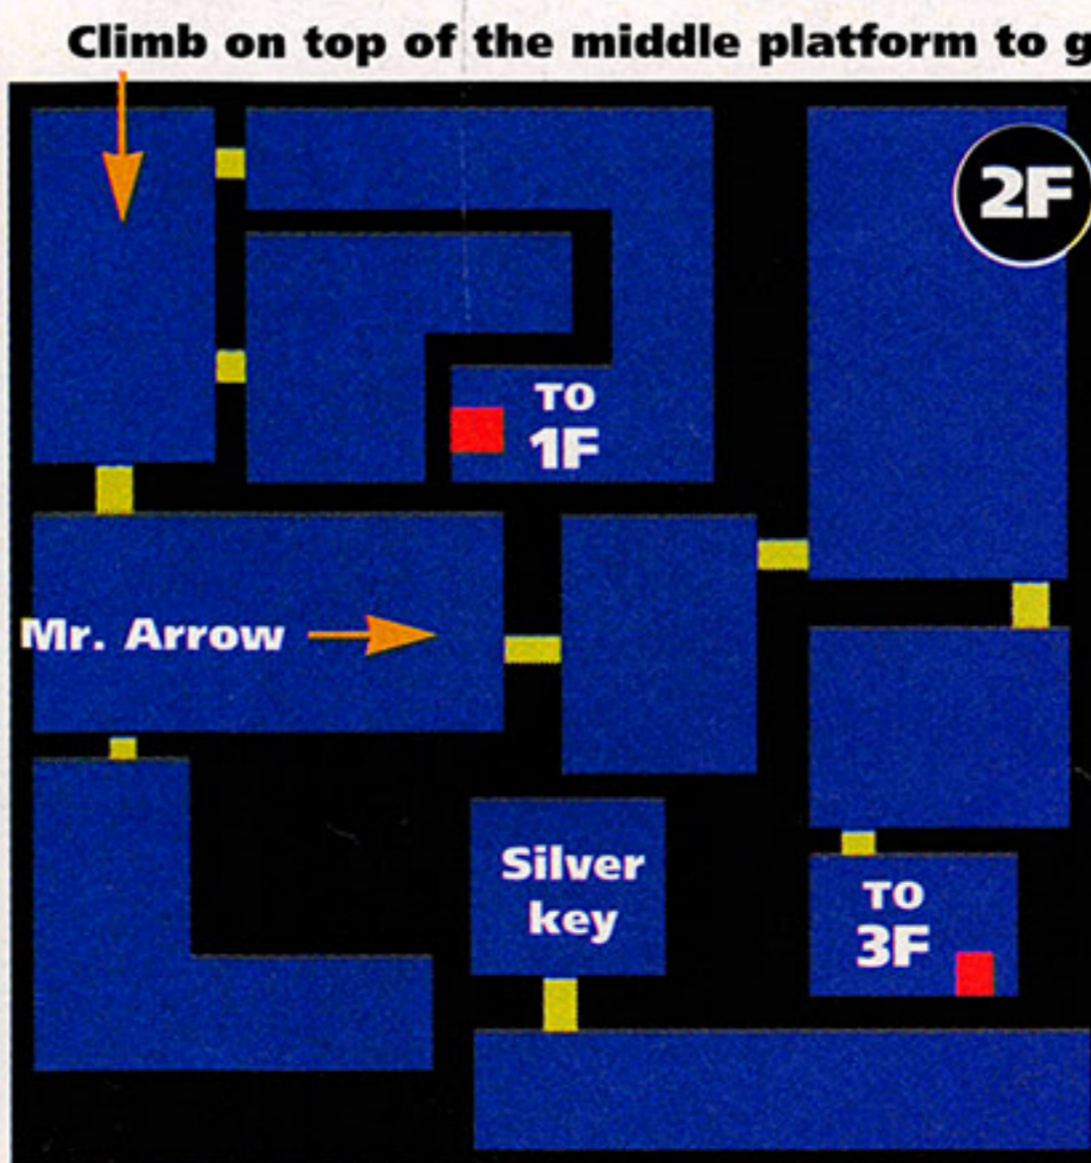 Climb on top of the middle platform to g
2F
TO
1F
Mr. Arrow
Silver
key
TO
3F